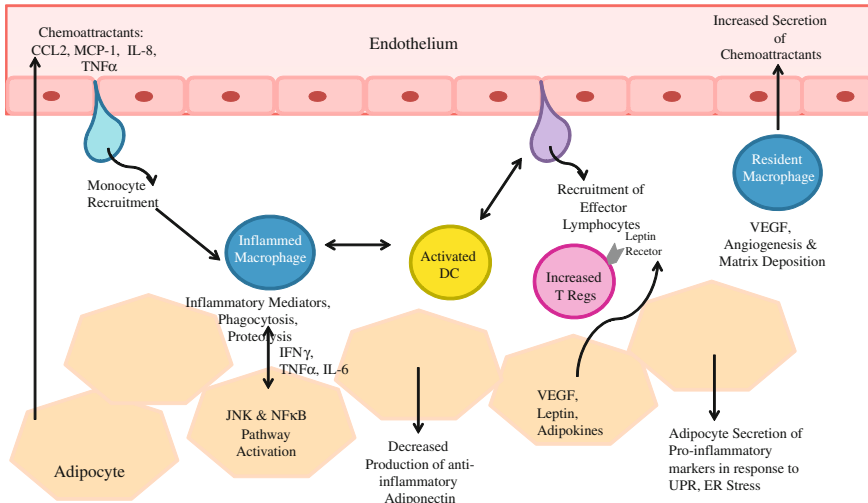 Chemoattractants:
CCL2, MCP-1, IL-8,
TNFα
Endothelium
Increased Secretion
of
Chemoattractants
Monocyte
Recruitment
Recruitment of
Effector
Lymphocytes
Resident
Macrophage
Inflammed
Macrophage
Activated
DC
Leptin
Recetor
Increased
T Regs
VEGF,
Angiogenesis &
Matrix Deposition
Inflammatory Mediators,
Phagocytosis,
Proteolysis
IFNγ,
TNFα, IL-6
JNK & NFκB
Pathway
Activation
Adipocyte
Decreased
Production of anti-
inflammatory
Adiponectin
VEGF,
Leptin,
Adipokines
Adipocyte Secretion of
Pro-inflammatory
markers in response to
UPR, ER Stress